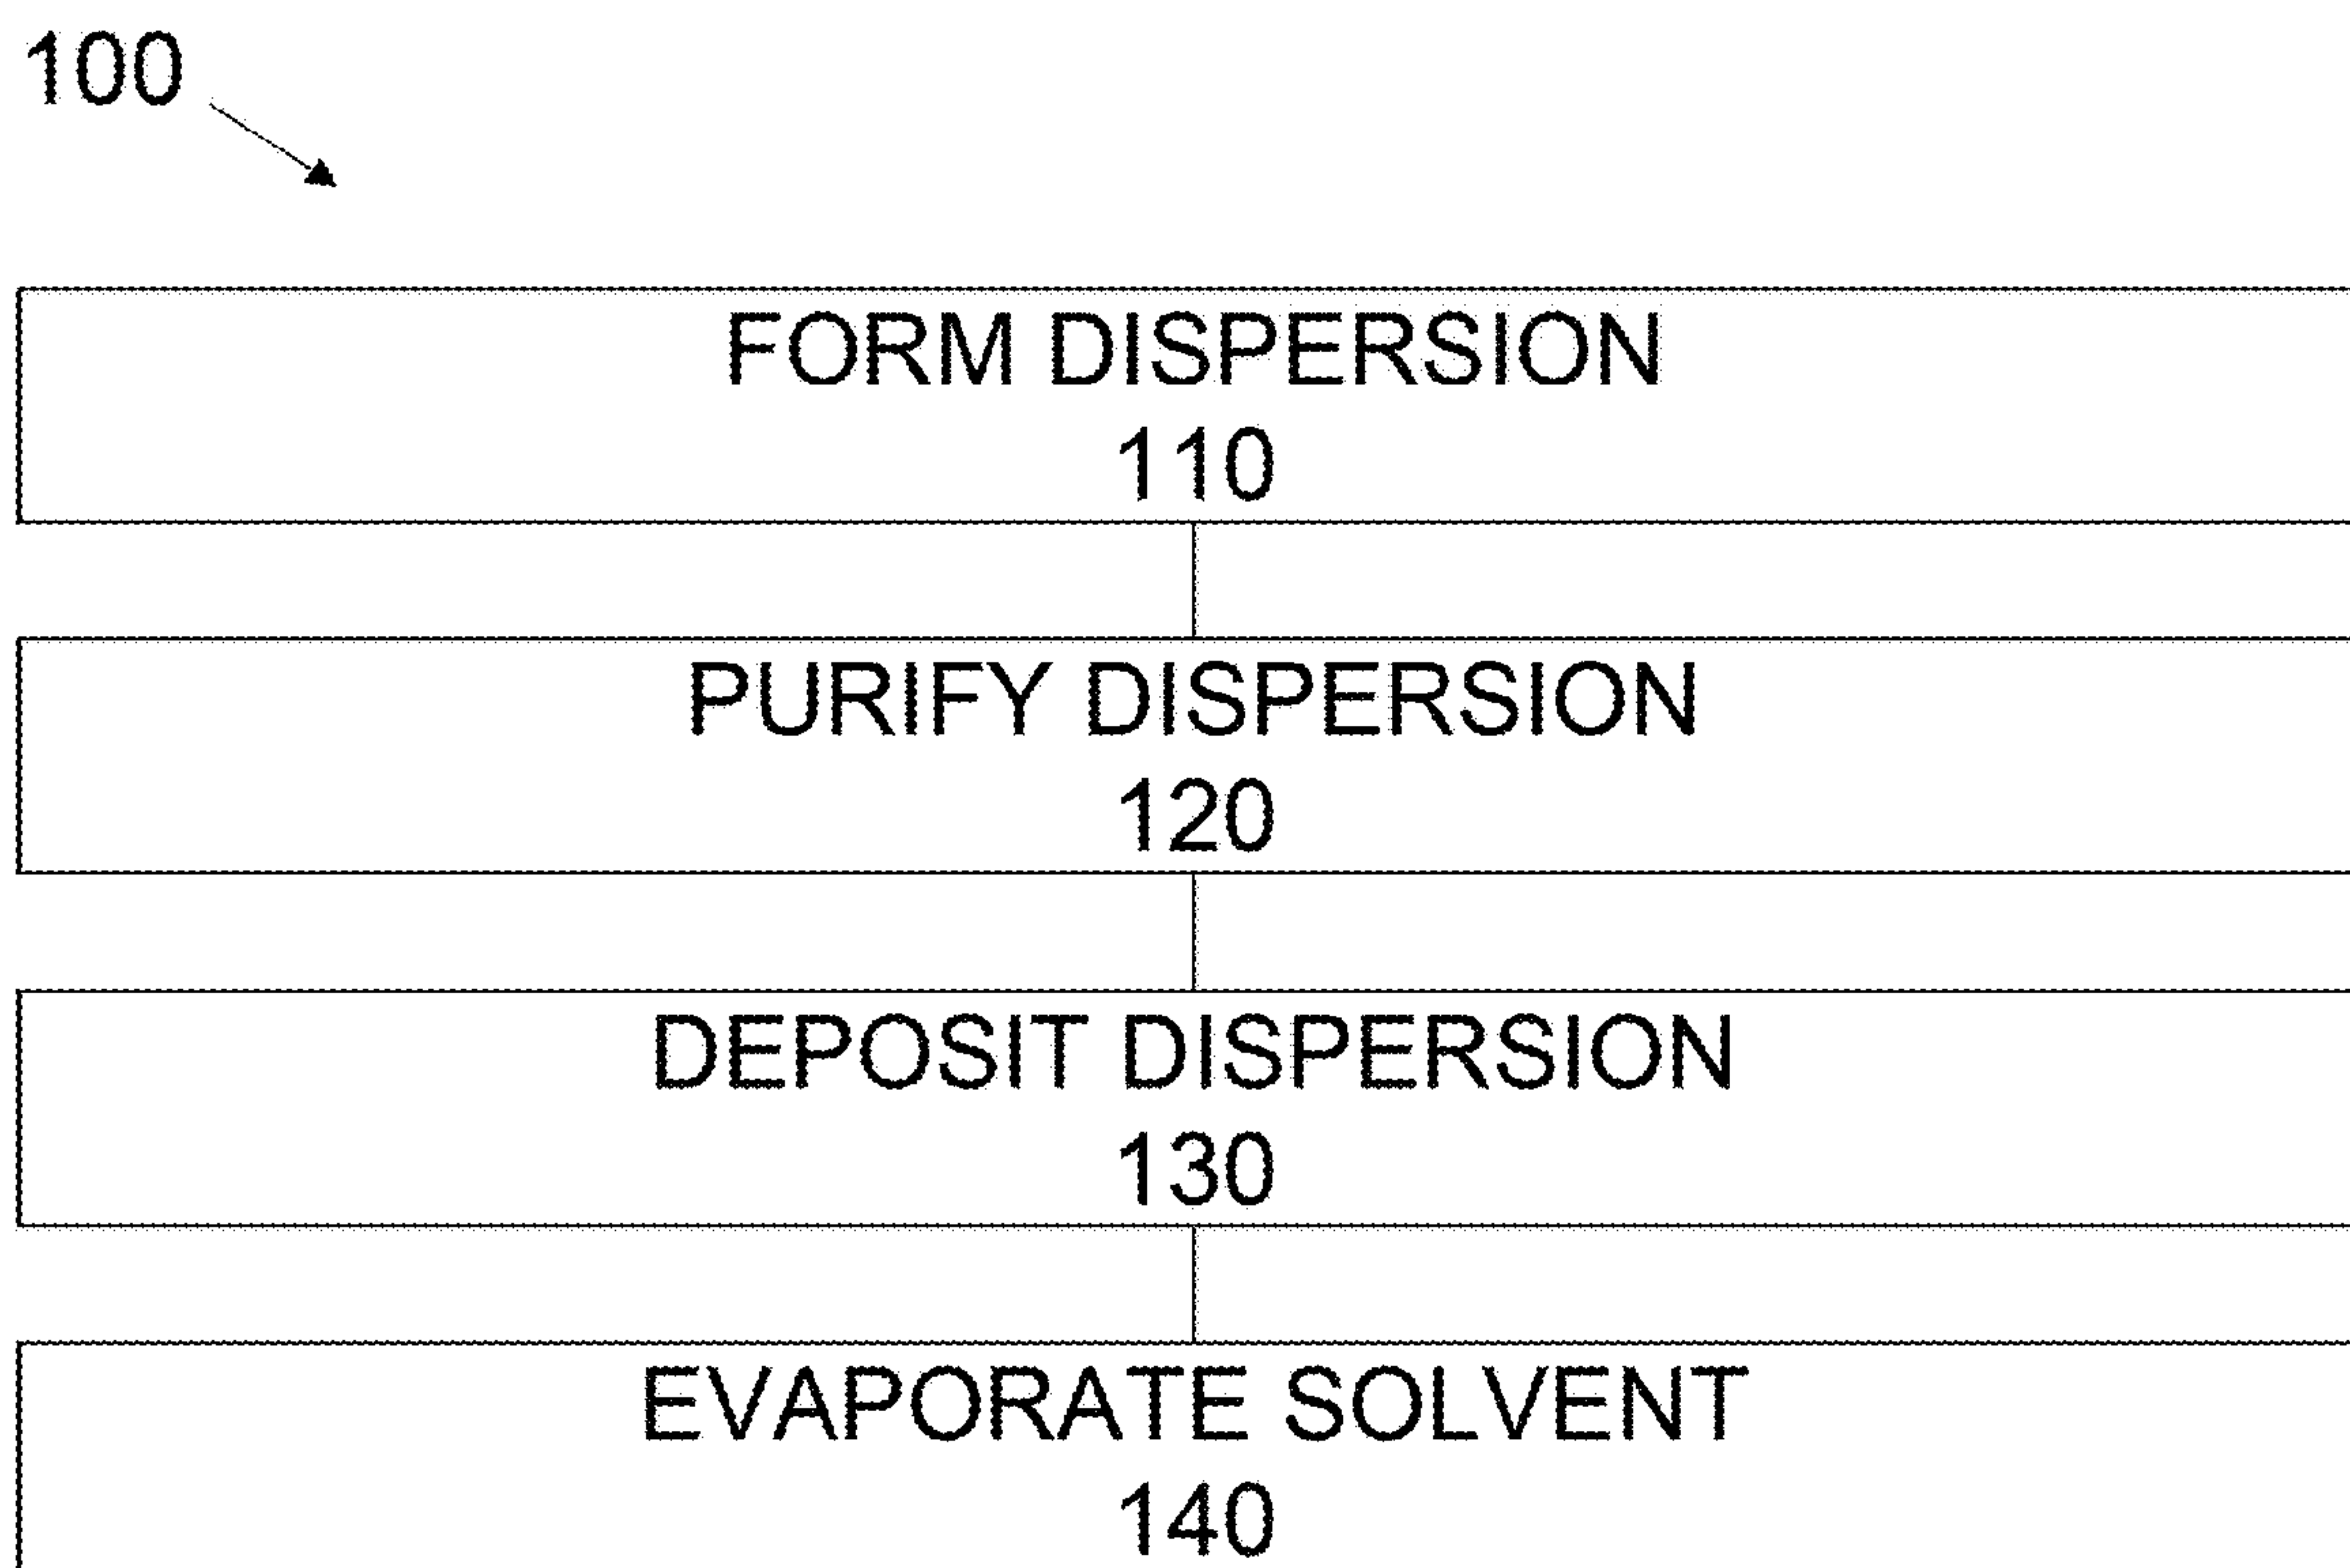 100
FORM DISPERSION
110
PURIFY DISPERSION
120
DEPOSIT DISPERSION
130
EVAPORATE SOLVENT
140